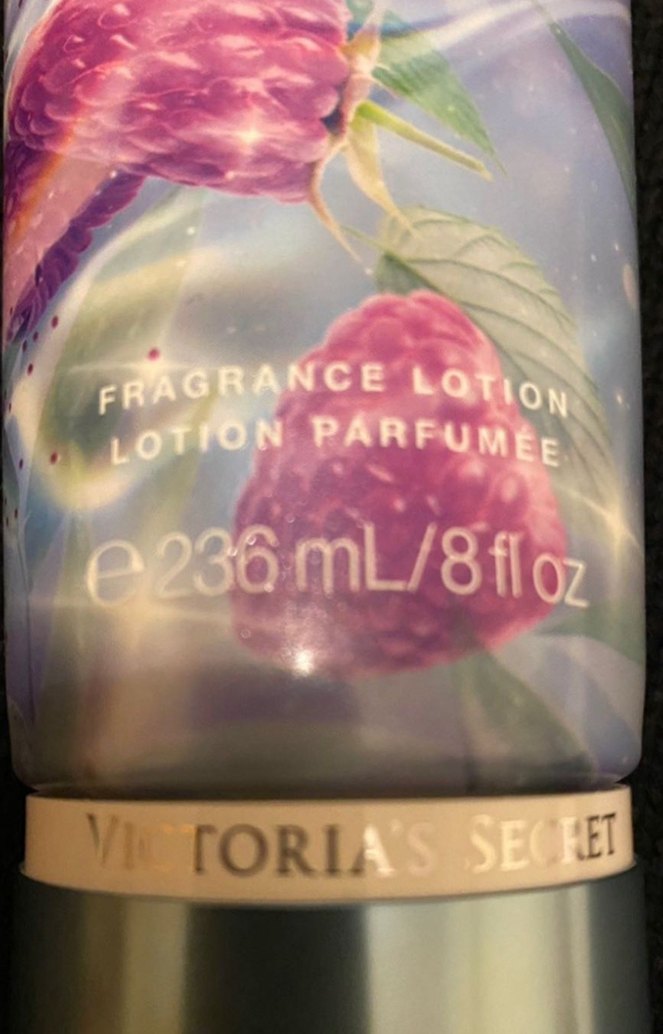 FRAGRANCE LOTION
LOTION PARFUMÉE
℮ 236 mL/8 fl oz
VICTORIA'S SECRET